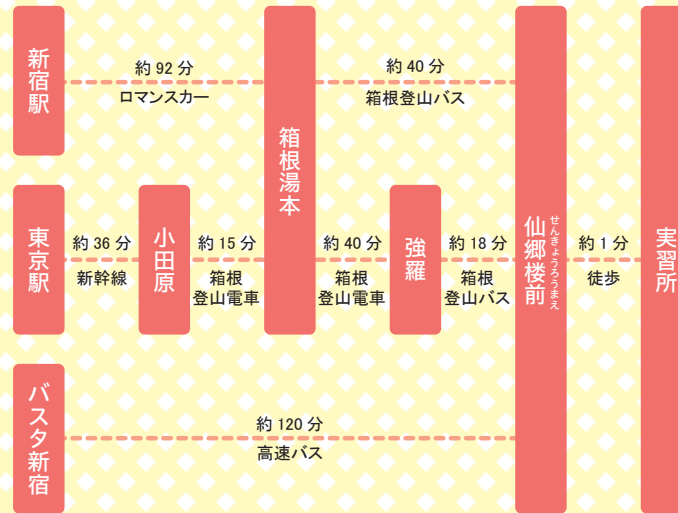 新宿駅
約 92 分
ロマンスカー
箱根湯本
約 40 分
箱根登山バス
仙郷楼前
せんきょうろうまえ
実習所
東京駅
約 36 分
新幹線
小田原
約 15 分
箱根
登山電車
約 40 分
箱根
登山電車
強羅
約 18 分
箱根
登山バス
約 1 分
徒歩
バスタ新宿
約 120 分
高速バス